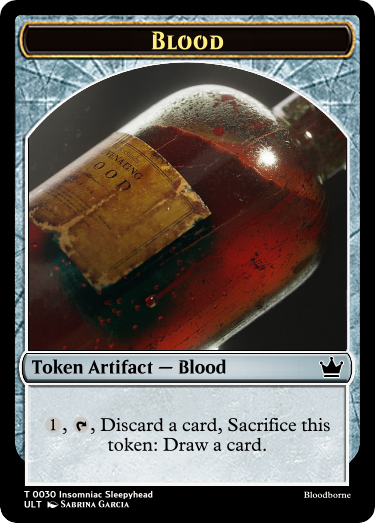 BLOOD
Token Artifact — Blood
1, T, Discard a card, Sacrifice this
token: Draw a card.
T 0030 Insomniac Sleepyhead
ULT SABRINA GARCIA
Bloodborne